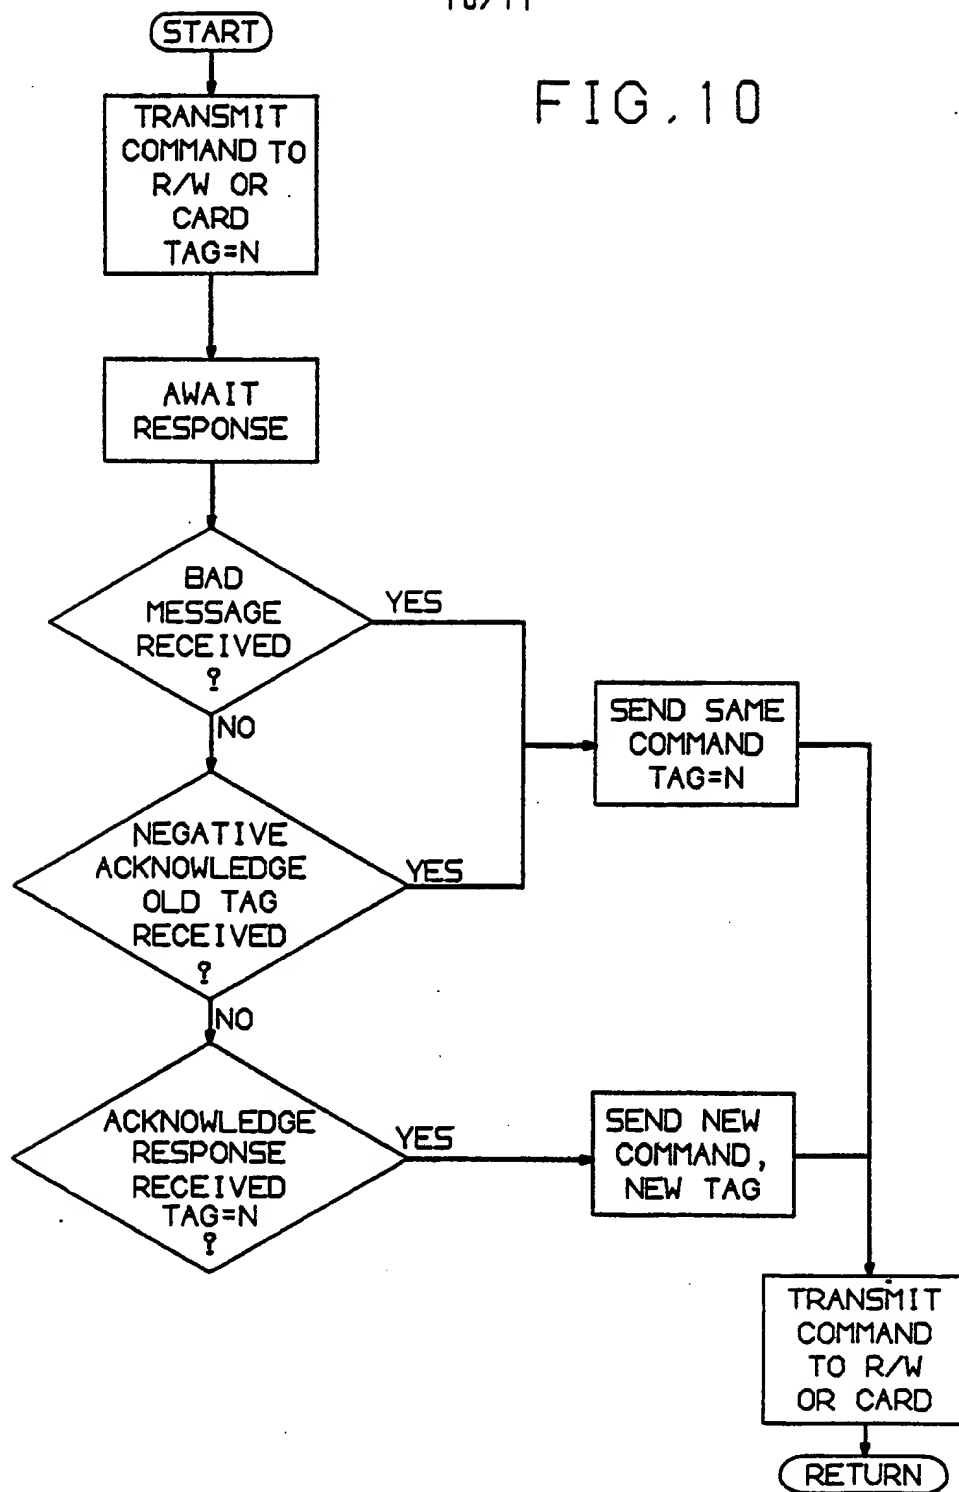 10/11
START
FIG.10
TRANSMIT
COMMAND TO
R/W OR
CARD
TAG=N
AWAIT
RESPONSE
BAD
MESSAGE
RECEIVED
?
YES
NO
SEND SAME
COMMAND
TAG=N
NEGATIVE
ACKNOWLEDGE
OLD TAG
RECEIVED
?
YES
NO
ACKNOWLEDGE
RESPONSE
RECEIVED
TAG=N
?
YES
SEND NEW
COMMAND,
NEW TAG
TRANSMIT
COMMAND
TO R/W
OR CARD
RETURN